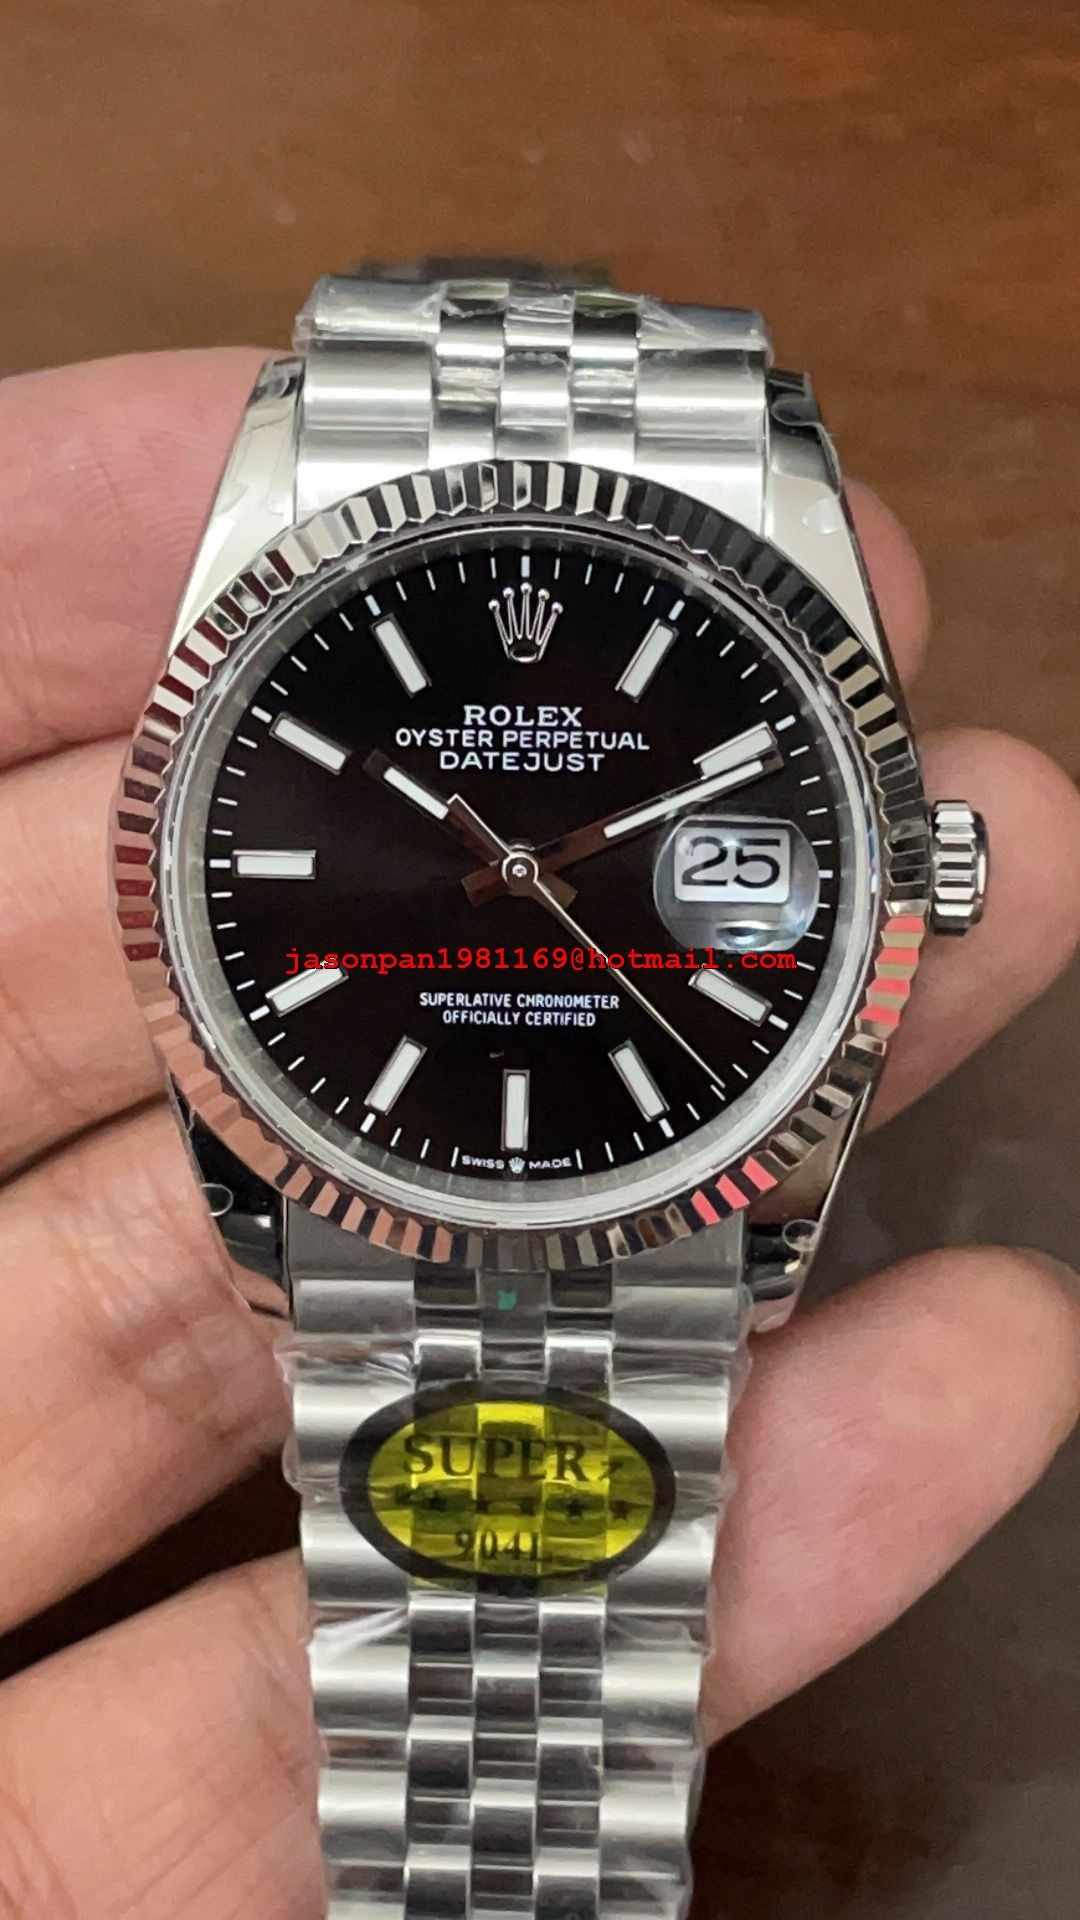 ROLEX
OYSTER PERPETUAL
DATEJUST
25
jasonpan1981169@hotmail.com
SUPERLATIVE CHRONOMETER
OFFICIALLY CERTIFIED
SWISS MADE
SUPER
904L